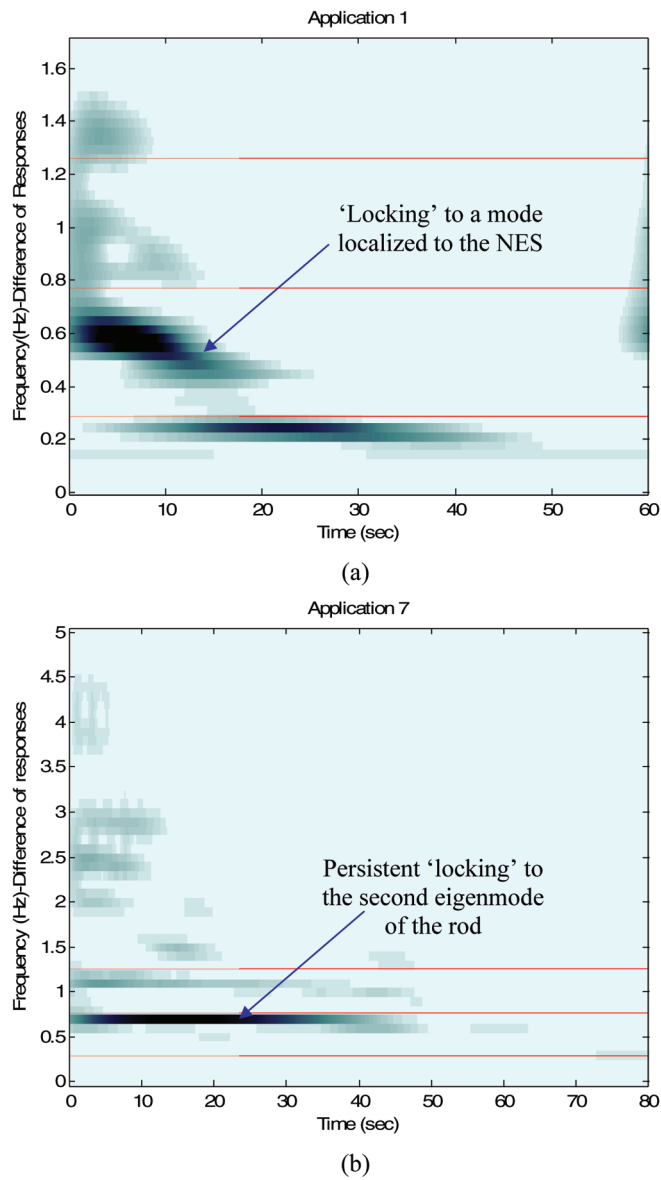 Application 1
Frequency(Hz)-Difference of Responses
1.6
1.4
1.2
1
0.8
0.6
0.4
0.2
0
‘Locking’ to a mode
localized to the NES
0 10 20 30 40 50 60
Time (sec)
(a)
Application 7
Frequency (Hz)-Difference of responses
5
4.5
4
3.5
3
2.5
2
1.5
1
0.5
0
Persistent ‘locking’ to
the second eigenmode
of the rod
0 10 20 30 40 50 60 70 80
Time (sec)
(b)